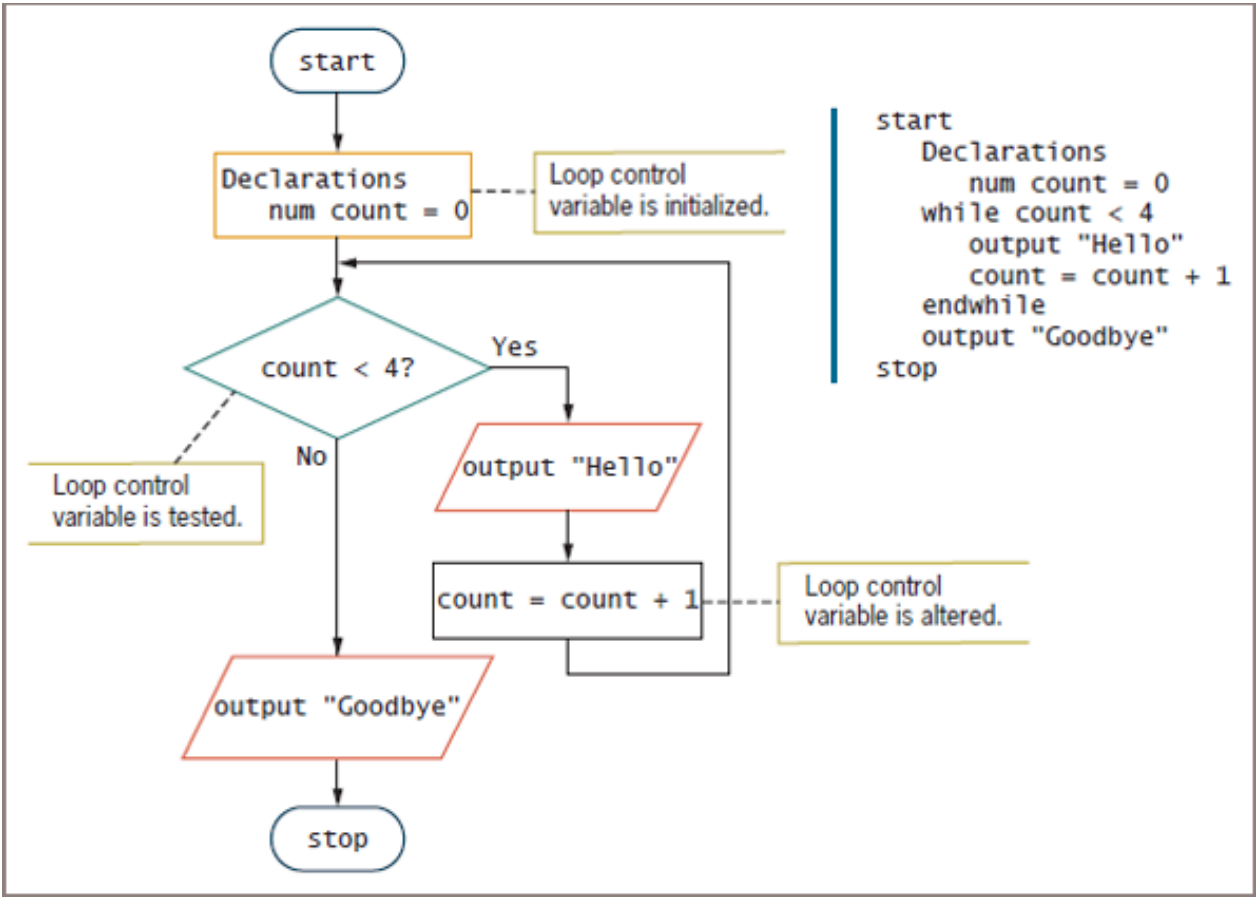 start
Declarations
num count = 0
Loop control
variable is initialized.
count < 4?
Yes
No
Loop control
variable is tested.
output "Hello"
count = count + 1
Loop control
variable is altered.
output "Goodbye"
stop
start
Declarations
num count = 0
while count < 4
output "Hello"
count = count + 1
endwhile
output "Goodbye"
stop